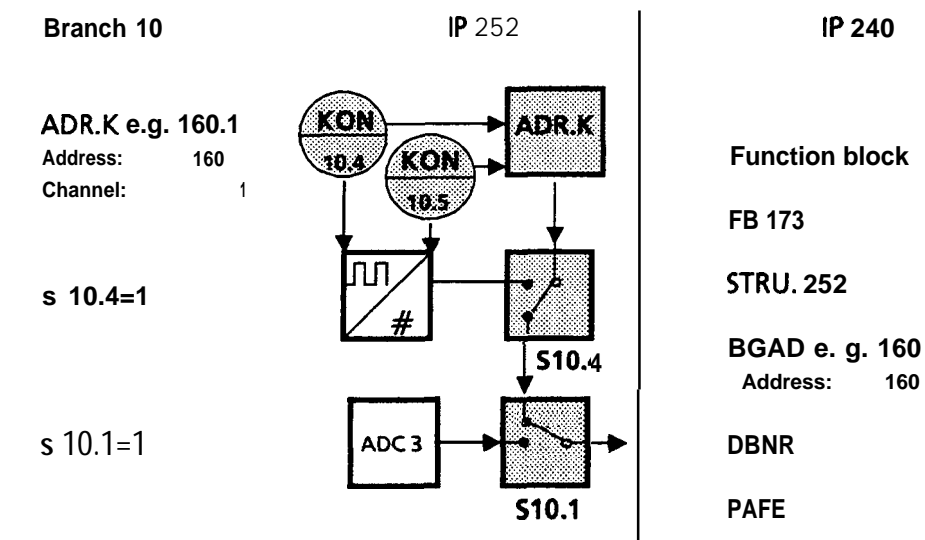 Branch 10
IP 252
IP 240
ADR.K e.g. 160.1
Address: 160
Channel: 1
KON
10.4
KON
10.5
ADR.K
Function block
FB 173
s 10.4=1
#
S10.4
STRU. 252
BGAD e. g. 160
Address: 160
s 10.1=1
ADC 3
S10.1
DBNR
PAFE